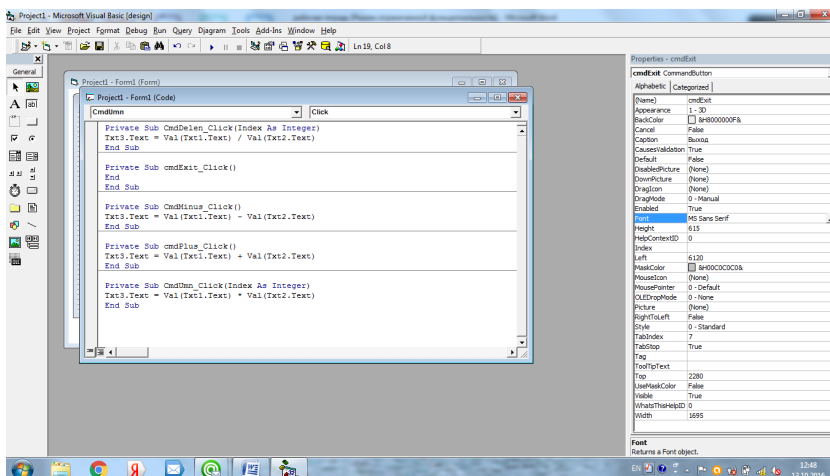 Project1 - Microsoft Visual Basic [design]
File Edit View Project Format Debug Run Query Diagram Tools Add-Ins Window Help
Ln 19, Col 8
General
Project1 - Form1 (Form)
Project1 - Form1 (Code)
CmdUmn Click
Private Sub CmdDelen_Click(Index As Integer)
Txt3.Text = Val(Txt1.Text) / Val(Txt2.Text)
End Sub
Private Sub cmdExit_Click()
End
End Sub
Private Sub CmdMinus_Click()
Txt3.Text = Val(Txt1.Text) - Val(Txt2.Text)
End Sub
Private Sub cmdPlus_Click()
Txt3.Text = Val(Txt1.Text) + Val(Txt2.Text)
End Sub
Private Sub CmdUmn_Click(Index As Integer)
Txt3.Text = Val(Txt1.Text) * Val(Txt2.Text)
End Sub
Properties - cmdExit
cmdExit CommandButton
Alphabetic Categorized
(Name) cmdExit
Appearance 1 - 3D
BackColor &H8000000F&
Cancel False
Caption Выход
CausesValidation True
Default False
DisabledPicture (None)
DownPicture (None)
DragIcon (None)
DragMode 0 - Manual
Enabled True
Font MS Sans Serif
Height 615
HelpContextID 0
Index
Left 6120
MaskColor &H00C0C0C0&
MouseIcon (None)
MousePointer 0 - Default
OLEDropMode 0 - None
Picture (None)
RightToLeft False
Style 0 - Standard
TabIndex 7
TabStop True
Tag
ToolTipText
Top 2280
UseMaskColor False
Visible True
WhatsThisHelpID 0
Width 1695
Font
Returns a Font object.
EN 12:48
12.10.2016